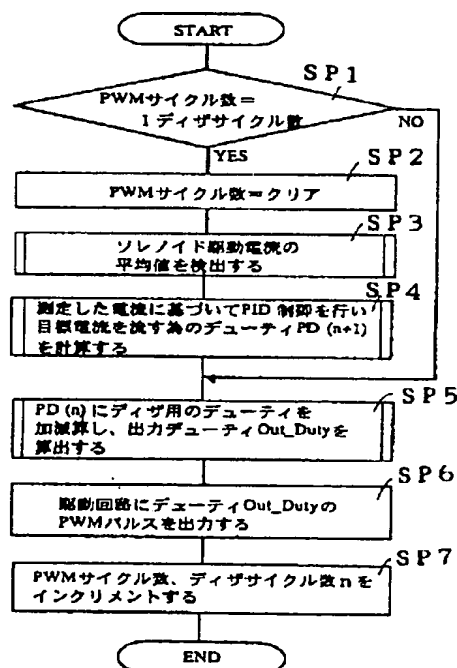 START
SP1
PWMサイクル数=
1ディザサイクル数
NO
YES
SP2
PWMサイクル数=クリア
SP3
ソレノイド駆動電流の
平均値を検出する
SP4
測定した電流に基づいてPID 制御を行い
目標電流を流す為のデューティPD (n+1)
を計算する
SP5
PD (n) にディザ用のデューティを
加減算し、出力デューティOut_Dutyを
算出する
SP6
駆動回路にデューティOut_Dutyの
PWMパルスを出力する
SP7
PWMサイクル数、ディザサイクル数nを
インクリメントする
END